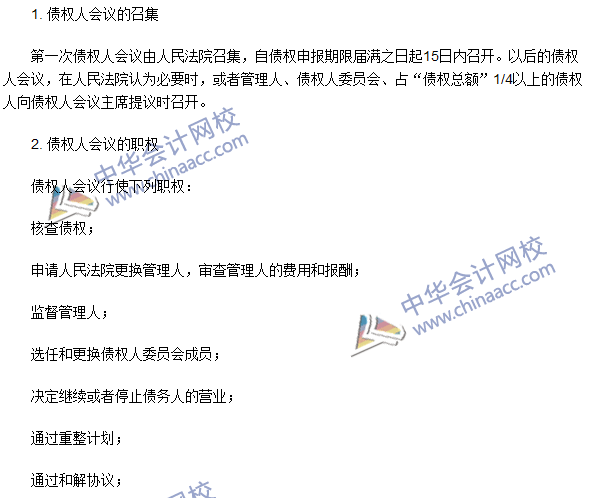 1. 债权人会议的召集
第一次债权人会议由人民法院召集，自债权申报期限届满之日起15日内召开。以后的债权
人会议，在人民法院认为必要时，或者管理人、债权人委员会、占“债权总额”1/4以上的债权
人向债权人会议主席提议时召开。
2. 债权人会议的职权
中华会计网校
www.chinaacc.com
债权人会议行使下列职权：
核查债权；
申请人民法院更换管理人，审查管理人的费用和报酬；
中华会计网校
www.chinaacc.com
监督管理人；
选任和更换债权人委员会成员；
决定继续或者停止债务人的营业；
通过重整计划；
通过和解协议；